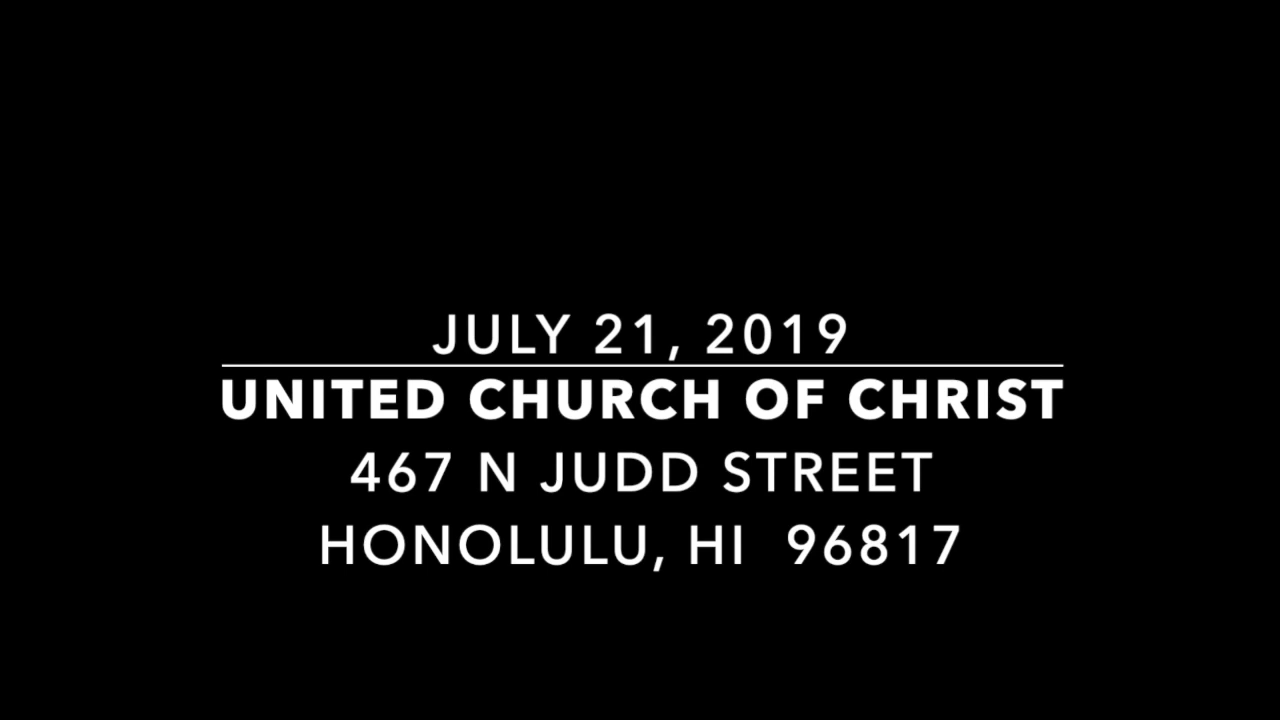 JULY 21, 2019
UNITED CHURCH OF CHRIST
467 N JUDD STREET
HONOLULU, HI  96817